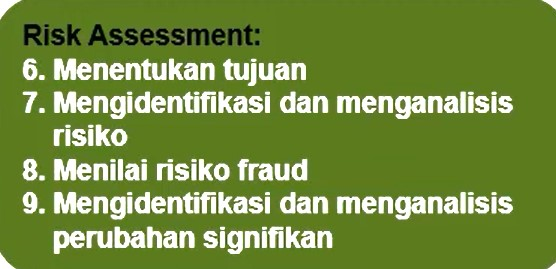 Risk Assessment:
6. Menentukan tujuan
7. Mengidentifikasi dan menganalisis
risiko
8. Menilai risiko fraud
9. Mengidentifikasi dan menganalisis
perubahan signifikan